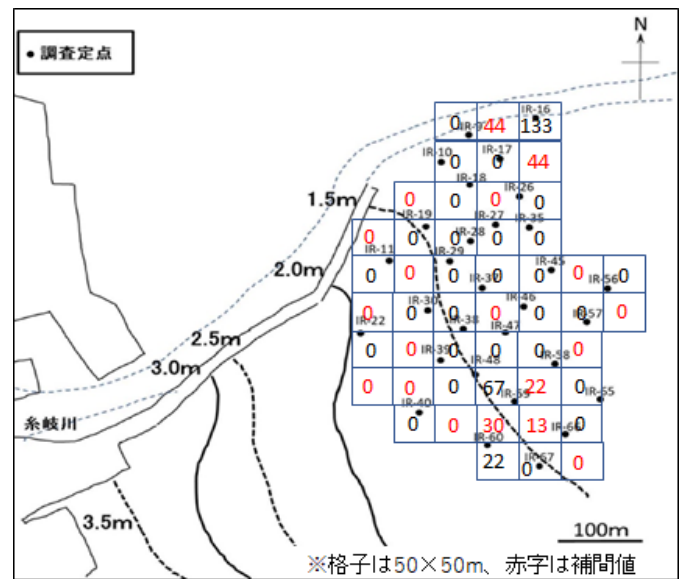 N
● 調査定点
IR-16
0 44 133
IR-9
IR-10 0 IR-17 0 44
IR-18
1.5m 0 0 0 IR-26 0
IR-19 IR-27 IR-35
0 0 0 IR-28 0 0
IR-11 IR-29 IR-45
2.0m 0 0 0 0 0 0 IR-56 0
IR-46
0 IR-30 0 0 0 0 0 IR-57 0
IR-22 IR-38 IR-47
2.5m
0 0 IR-39 0 0 0 IR-58 0
3.0m
IR-48
0 0 0 67 22 0 IR-65
糸岐川
IR-40
0 0 30 13 IR-66 0
IR-60
22 0 IR-67 0
3.5m
100m
※格子は50×50m、赤字は補間値